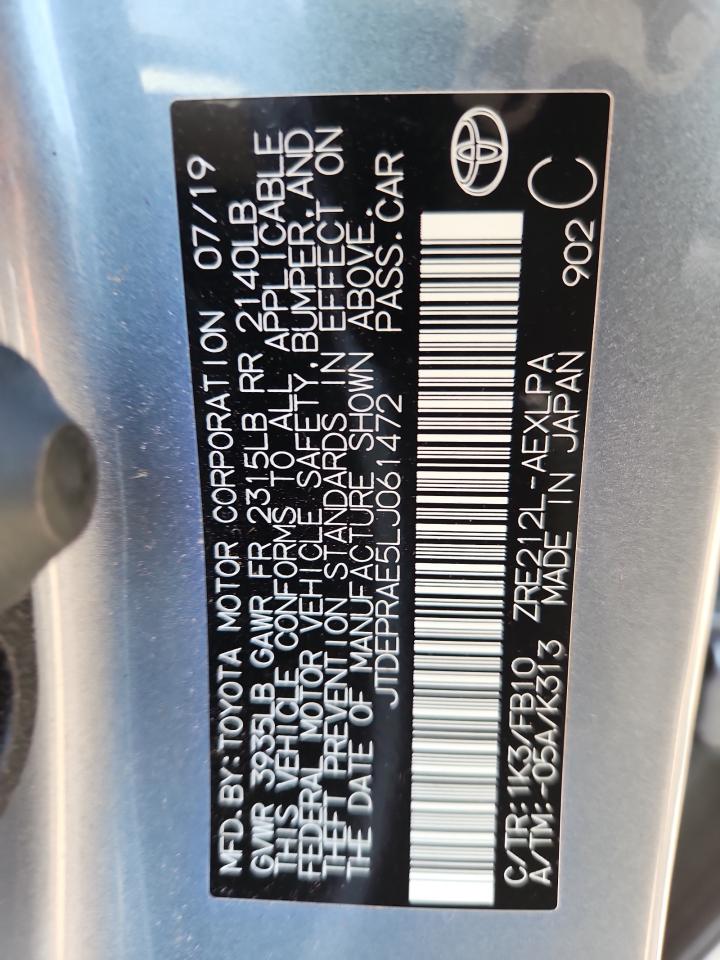 MFD. BY: TOYOTA MOTOR CORPORATION 07/19
GVWR 3935LB GAWR FR 2315LB RR 2140LB
THIS VEHICLE CONFORMS TO ALL APPLICABLE
FEDERAL MOTOR VEHICLE SAFETY, BUMPER, AND
THEFT PREVENTION STANDARDS IN EFFECT ON
THE DATE OF MANUFACTURE SHOWN ABOVE.
JTDEPRAE5LJ061472 PASS. CAR
C/TR: 1K3/FB10 ZRE212L-AEXLPA 902 C
A/TM: -05A/K313 MADE IN JAPAN